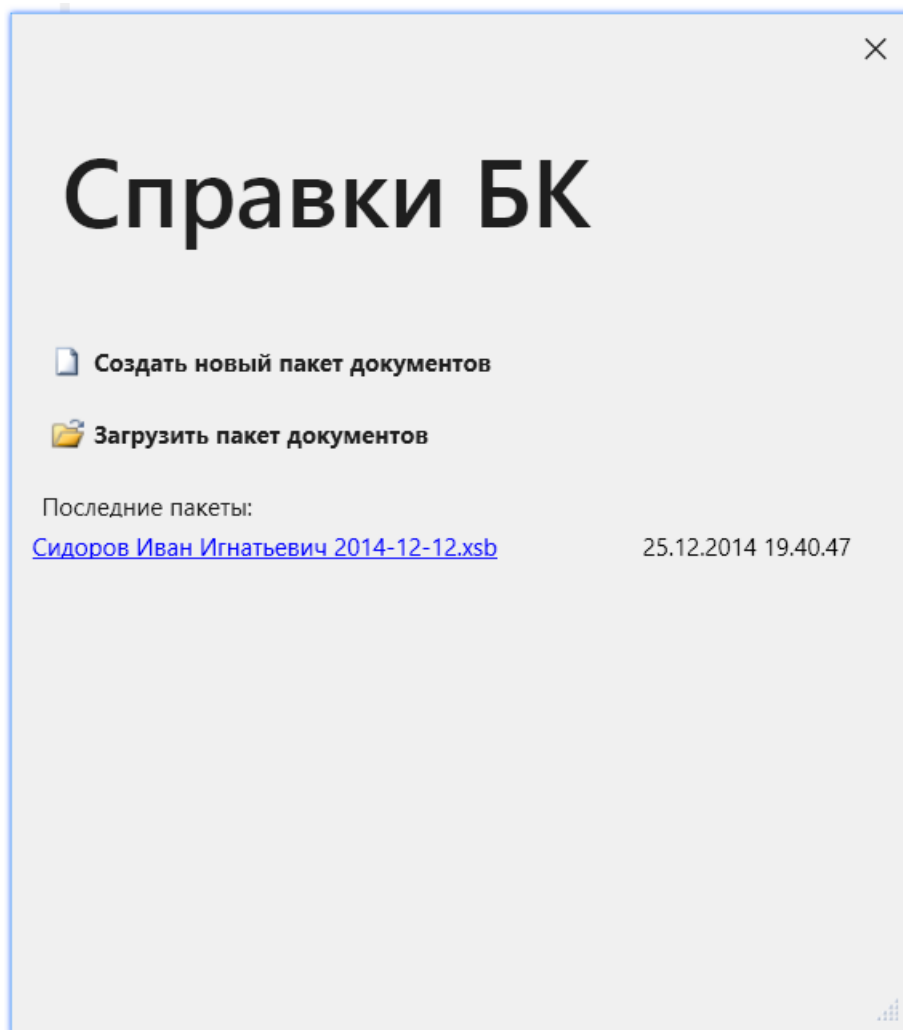 Справки БК
Создать новый пакет документов
Загрузить пакет документов
Последние пакеты:
Сидоров Иван Игнатьевич 2014-12-12.xsb 25.12.2014 19.40.47